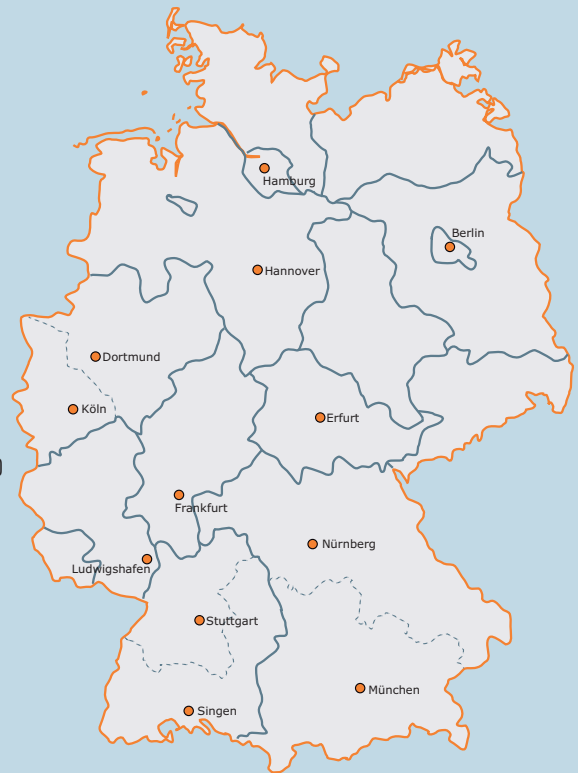 Hamburg
Berlin
Hannover
Dortmund
Köln
Erfurt
Frankfurt
Nürnberg
Ludwigshafen
Stuttgart
München
Singen